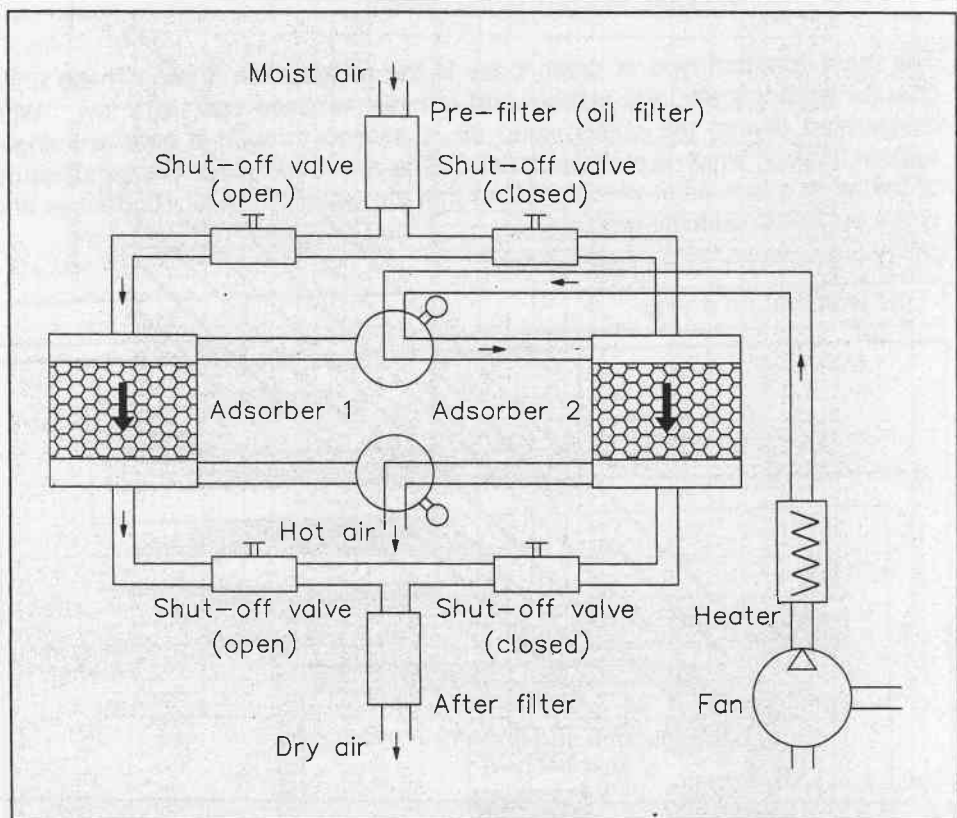 Moist air
Pre-filter (oil filter)
Shut-off valve
(open)
Shut-off valve
(closed)
Adsorber 1
Adsorber 2
Hot air
Shut-off valve
(open)
Shut-off valve
(closed)
Heater
After filter
Fan
Dry air